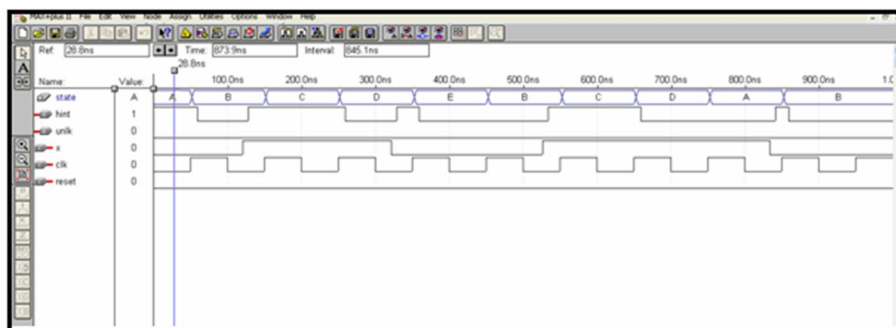 MAX+plus II File Edit View Node Assign Utilities Options Window Help
Ref: 28.8ns Time: 873.9ns Interval: 845.1ns
28.8ns
Name: Value: 100.0ns 200.0ns 300.0ns 400.0ns 500.0ns 600.0ns 700.0ns 800.0ns 900.0ns 1.0
state A A B C D E B C D A B
hint 1
unlk 0
x 0
clk 0
reset 0